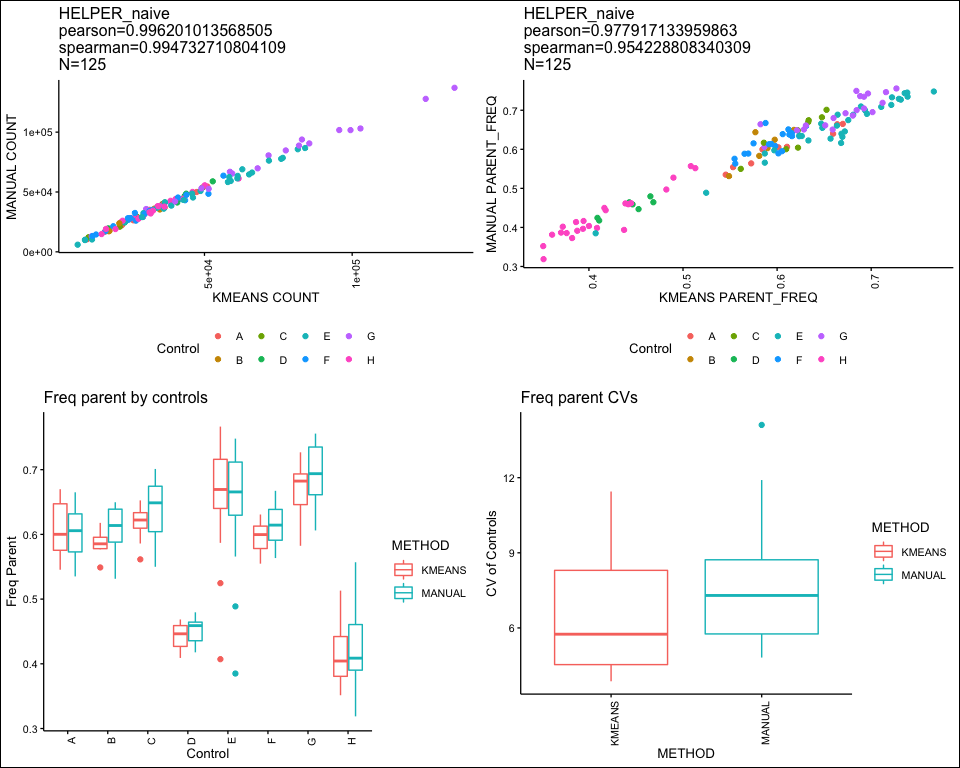 HELPER_naive
pearson=0.996201013568505
spearman=0.994732710804109
N=125
MANUAL COUNT
1e+05
5e+04
0e+00
5e+04
1e+05
KMEANS COUNT
Control
A
C
E
G
B
D
F
H
HELPER_naive
pearson=0.977917133959863
spearman=0.954228808340309
N=125
MANUAL PARENT_FREQ
0.7
0.6
0.5
0.4
0.3
0.4
0.5
0.6
0.7
KMEANS PARENT_FREQ
Control
A
C
E
G
B
D
F
H
Freq parent by controls
Freq Parent
0.7
0.6
0.5
0.4
0.3
A
B
C
D
E
F
G
H
Control
METHOD
KMEANS
MANUAL
Freq parent CVs
CV of Controls
12
9
6
KMEANS
MANUAL
METHOD
METHOD
KMEANS
MANUAL